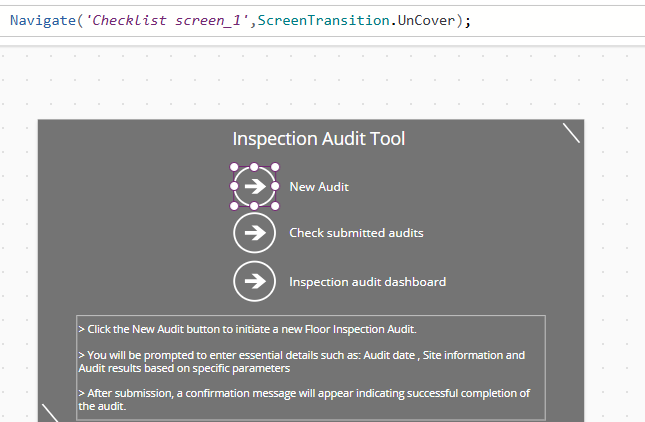 Navigate('Checklist screen_1',ScreenTransition.UnCover);
Inspection Audit Tool
New Audit
Check submitted audits
Inspection audit dashboard
> Click the New Audit button to initiate a new Floor Inspection Audit.
> You will be prompted to enter essential details such as: Audit date , Site information and
Audit results based on specific parameters
> After submission, a confirmation message will appear indicating successful completion of
the audit.